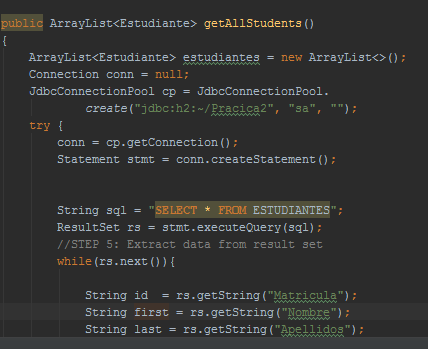 public ArrayList<Estudiante> getAllStudents()
{
ArrayList<Estudiante> estudiantes = new ArrayList<>();
Connection conn = null;
JdbcConnectionPool cp = JdbcConnectionPool.
create("jdbc:h2:~/Pracica2", "sa", "");
try {
conn = cp.getConnection();
Statement stmt = conn.createStatement();
String sql = "SELECT * FROM ESTUDIANTES";
ResultSet rs = stmt.executeQuery(sql);
//STEP 5: Extract data from result set
while(rs.next()){
String id = rs.getString("Matricula");
String first = rs.getString("Nombre");
String last = rs.getString("Apellidos");